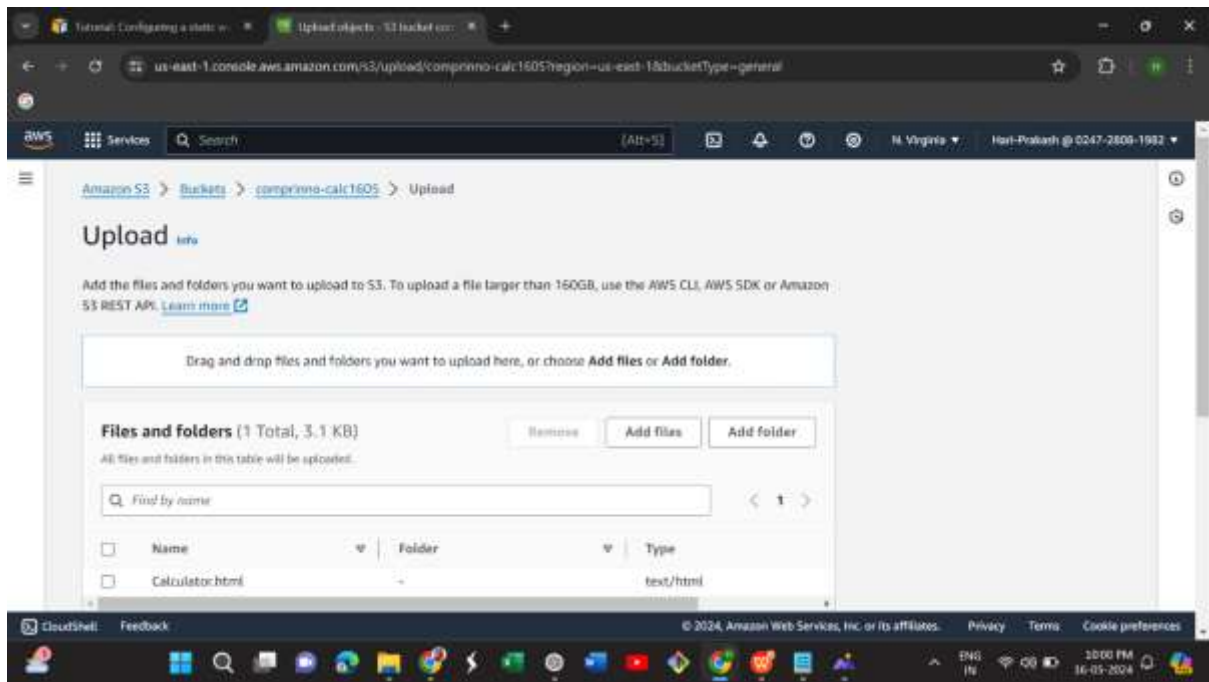 Tutorial: Configuring a static w
Upload objects - S3 bucket com
us-east-1.console.aws.amazon.com/s3/upload/comprinno-calc1605?region=us-east-1&bucketType=general
aws
Services
Search
[Alt+S]
N. Virginia
Hari-Prakash @ 0247-2808-1982
Amazon S3 > Buckets > comprinno-calc1605 > Upload
Upload Info
Add the files and folders you want to upload to S3. To upload a file larger than 160GB, use the AWS CLI, AWS SDK or Amazon
S3 REST API. Learn more
Drag and drop files and folders you want to upload here, or choose Add files or Add folder.
Files and folders (1 Total, 3.1 KB)
Remove
Add files
Add folder
All files and folders in this table will be uploaded.
Find by name
1
Name
Folder
Type
Calculator.html
-
text/html
CloudShell
Feedback
© 2024, Amazon Web Services, Inc. or its affiliates.
Privacy
Terms
Cookie preferences
ENG
IN
10:00 PM
16-05-2024